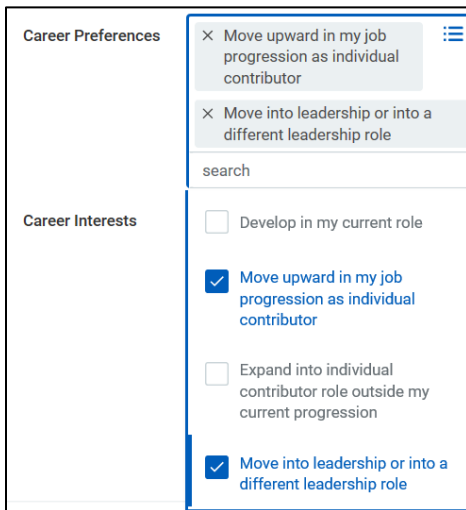 Career Preferences
× Move upward in my job
progression as individual
contributor
× Move into leadership or into a
different leadership role
search
Career Interests
Develop in my current role
Move upward in my job
progression as individual
contributor
Expand into individual
contributor role outside my
current progression
Move into leadership or into a
different leadership role